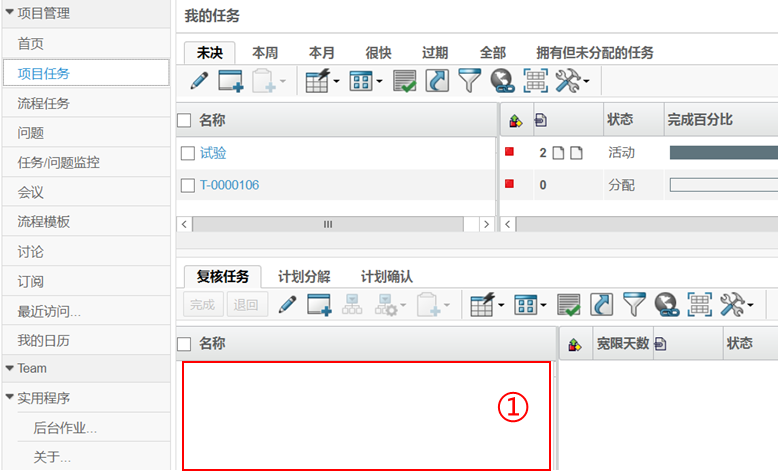 项目管理
首页
项目任务
流程任务
问题
任务/问题监控
会议
流程模板
讨论
订阅
最近访问...
我的日历
Team
实用程序
后台作业...
关于...
我的任务
未决 本周 本月 很快 过期 全部 拥有但未分配的任务
名称 状态 完成百分比
试验 2 活动
T-0000106 0 分配
复核任务 计划分解 计划确认
完成 退回
名称 宽限天数 状态
①